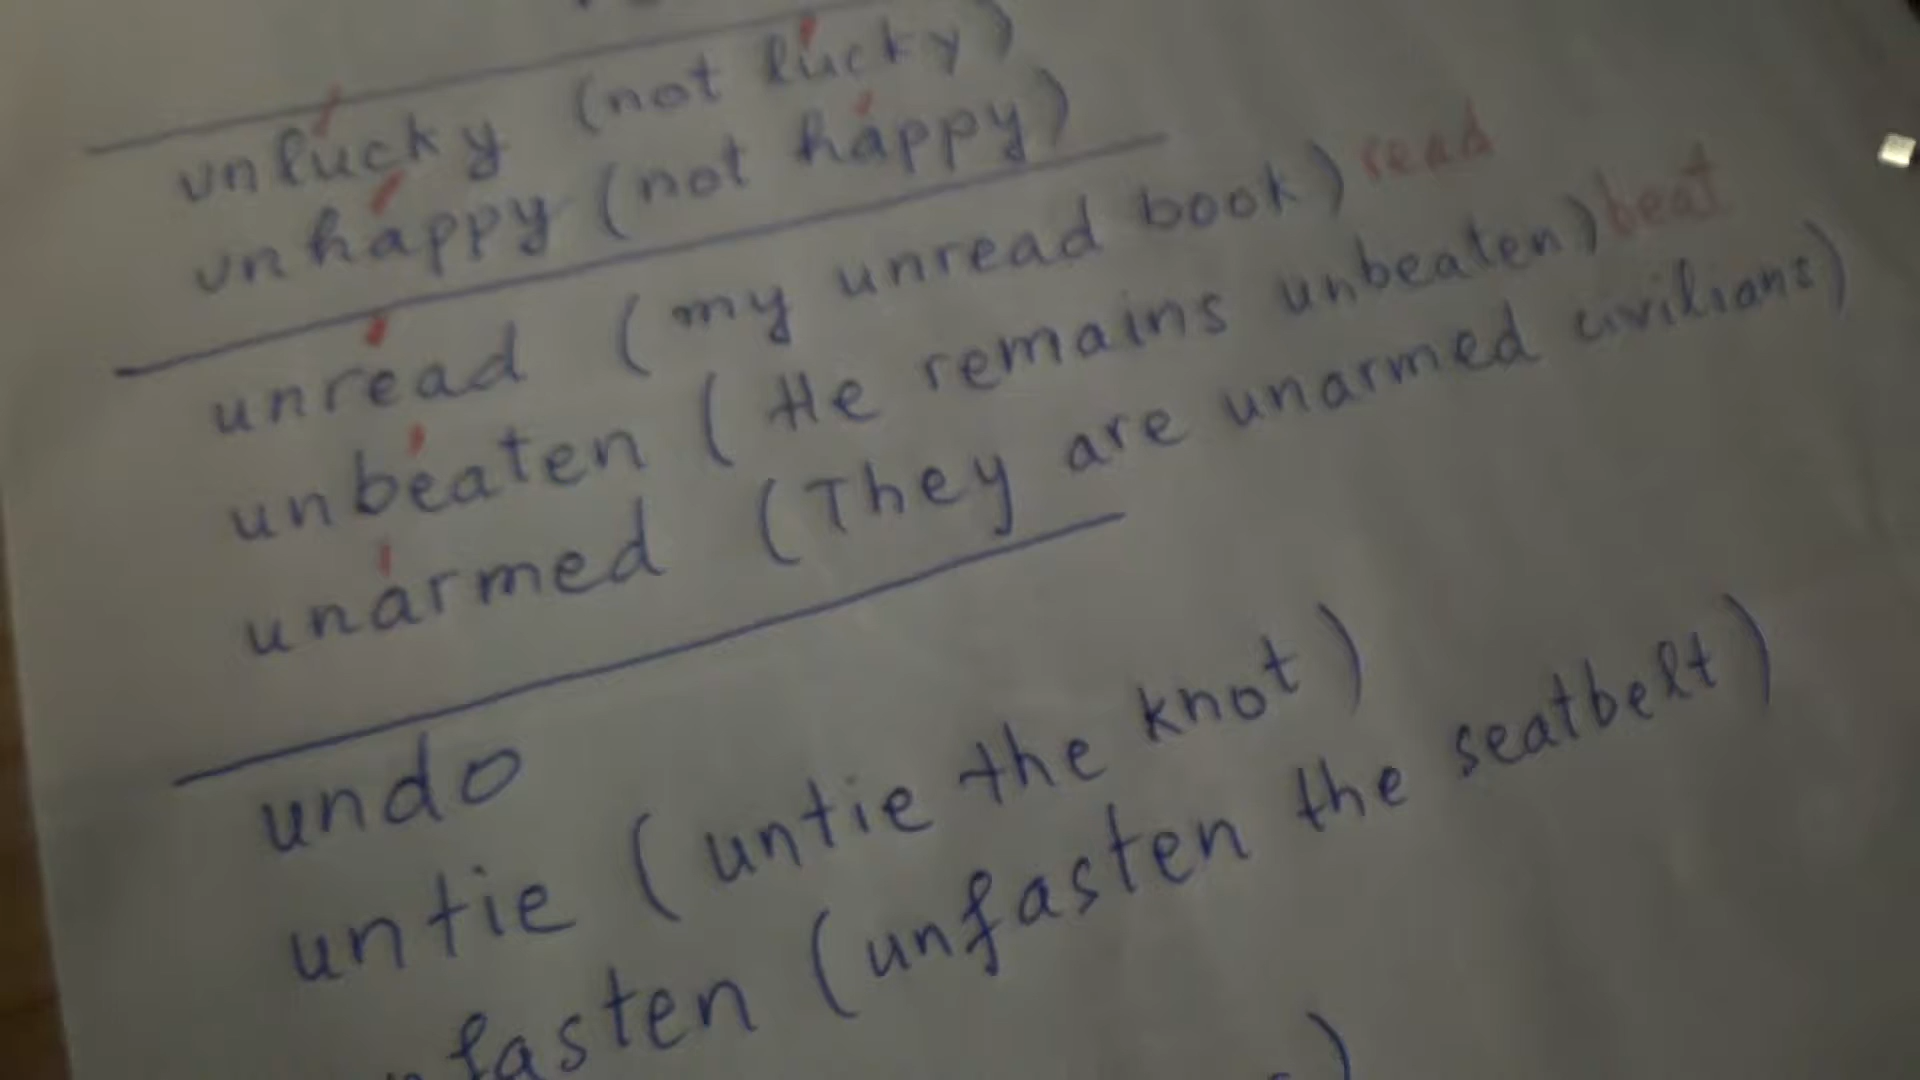 unlucky (not lucky)
unhappy (not happy)
unread (my unread book) read
unbeaten (He remains unbeaten) beat
unarmed (They are unarmed civilians)
undo
untie (untie the knot)
fasten (unfasten the seatbelt)